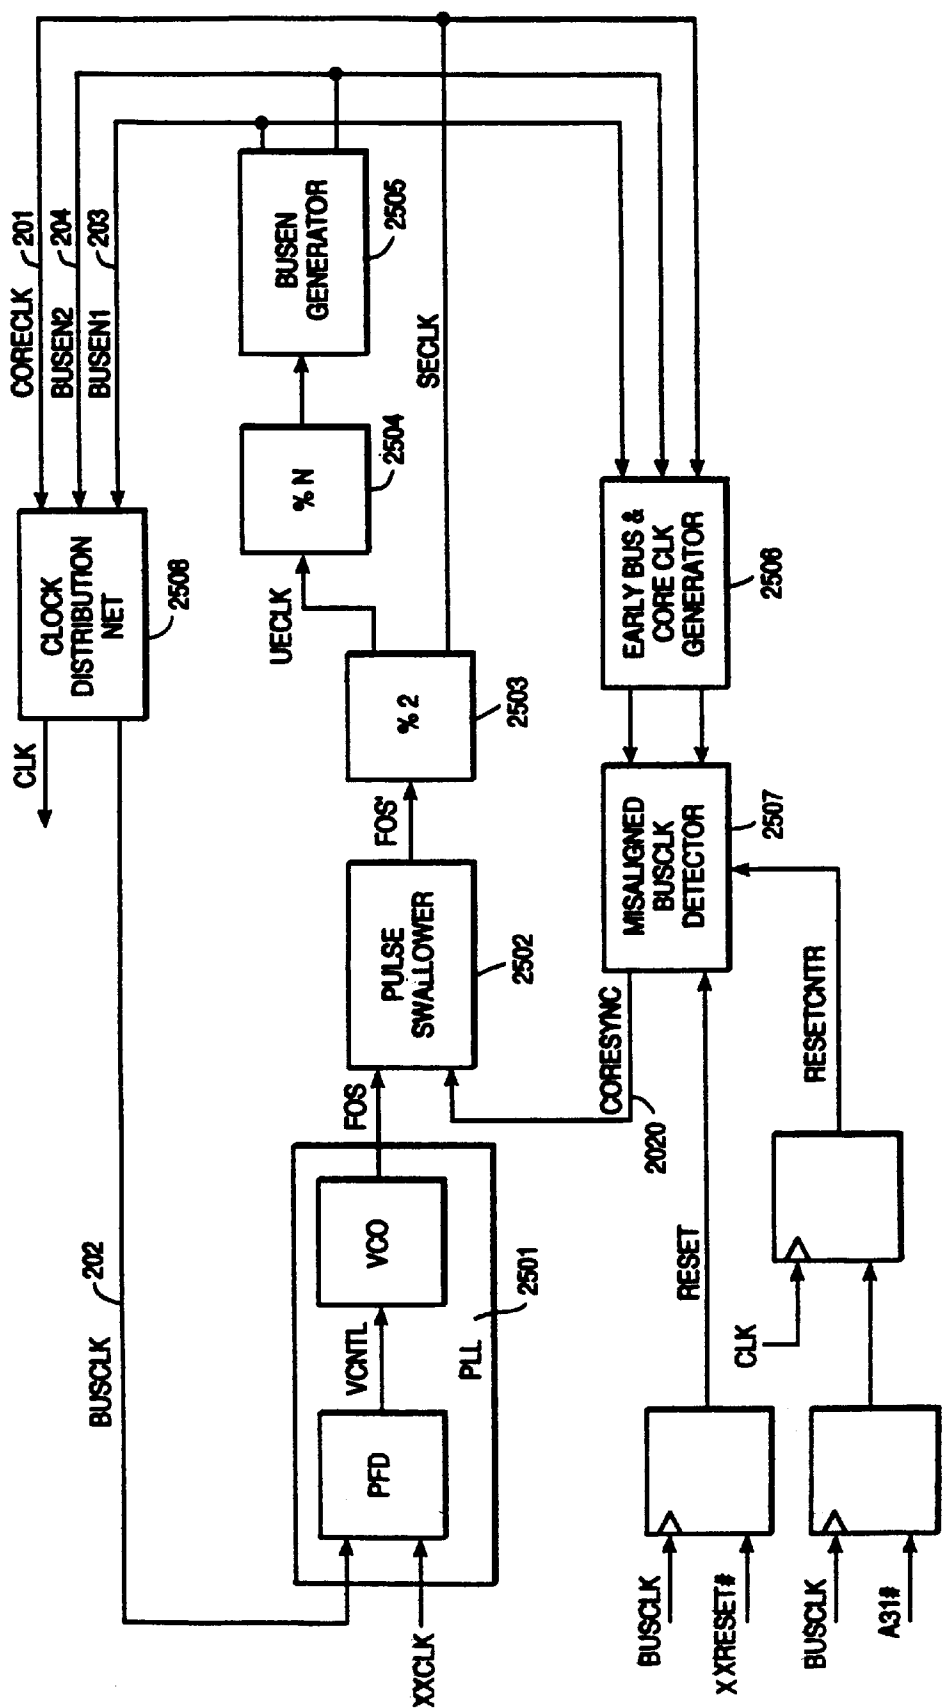 CORECLK
201
BUSEN2
204
BUSEN1
203
CLOCK
DISTRIBUTION
NET
2508
CLK
BUSCLK
202
BUSEN
GENERATOR
2505
% N
2504
UECLK
SECLK
% 2
2503
FOS'
PULSE
SWALLOWER
2502
FOS
VCO
VCNTL
PFD
PLL
2501
XXCLK
EARLY BUS &
CORE CLK
GENERATOR
2506
MISALIGNED
BUSCLK
DETECTOR
2507
CORESYNC
2020
RESETCNTR
RESET
CLK
BUSCLK
XXRESET#
BUSCLK
A31#